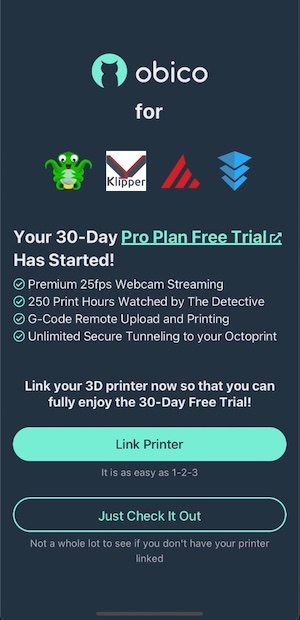 obico
for
Klipper
Your 30-Day Pro Plan Free Trial
Has Started!
Premium 25fps Webcam Streaming
250 Print Hours Watched by The Detective
G-Code Remote Upload and Printing
Unlimited Secure Tunneling to your Octoprint
Link your 3D printer now so that you can
fully enjoy the 30-Day Free Trial!
Link Printer
It is as easy as 1-2-3
Just Check It Out
Not a whole lot to see if you don't have your printer
linked